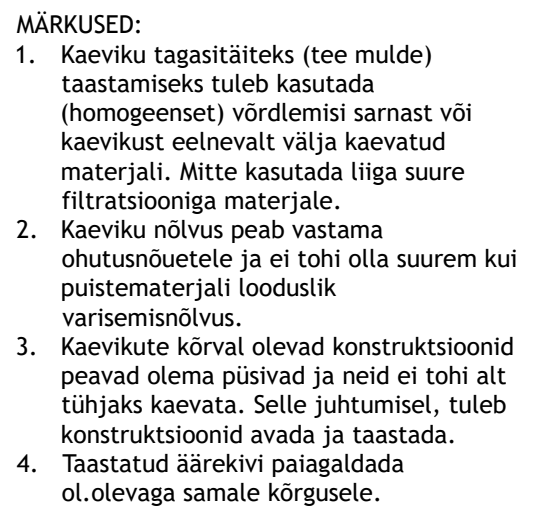 MÄRKUSED:
1. Kaeviku tagasitäiteks (tee mulde)
taastamiseks tuleb kasutada
(homogeenset) võrdlemisi sarnast või
kaevikust eelnevalt välja kaevatud
materjali. Mitte kasutada liiga suure
filtratsiooniga materjale.
2. Kaeviku nõlvus peab vastama
ohutusnõuetele ja ei tohi olla suurem kui
puistematerjali looduslik
varisemisnõlvus.
3. Kaevikute kõrval olevad konstruktsioonid
peavad olema püsivad ja neid ei tohi alt
tühjaks kaevata. Selle juhtumisel, tuleb
konstruktsioonid avada ja taastada.
4. Taastatud äärekivi paiagaldada
ol.olevaga samale kõrgusele.